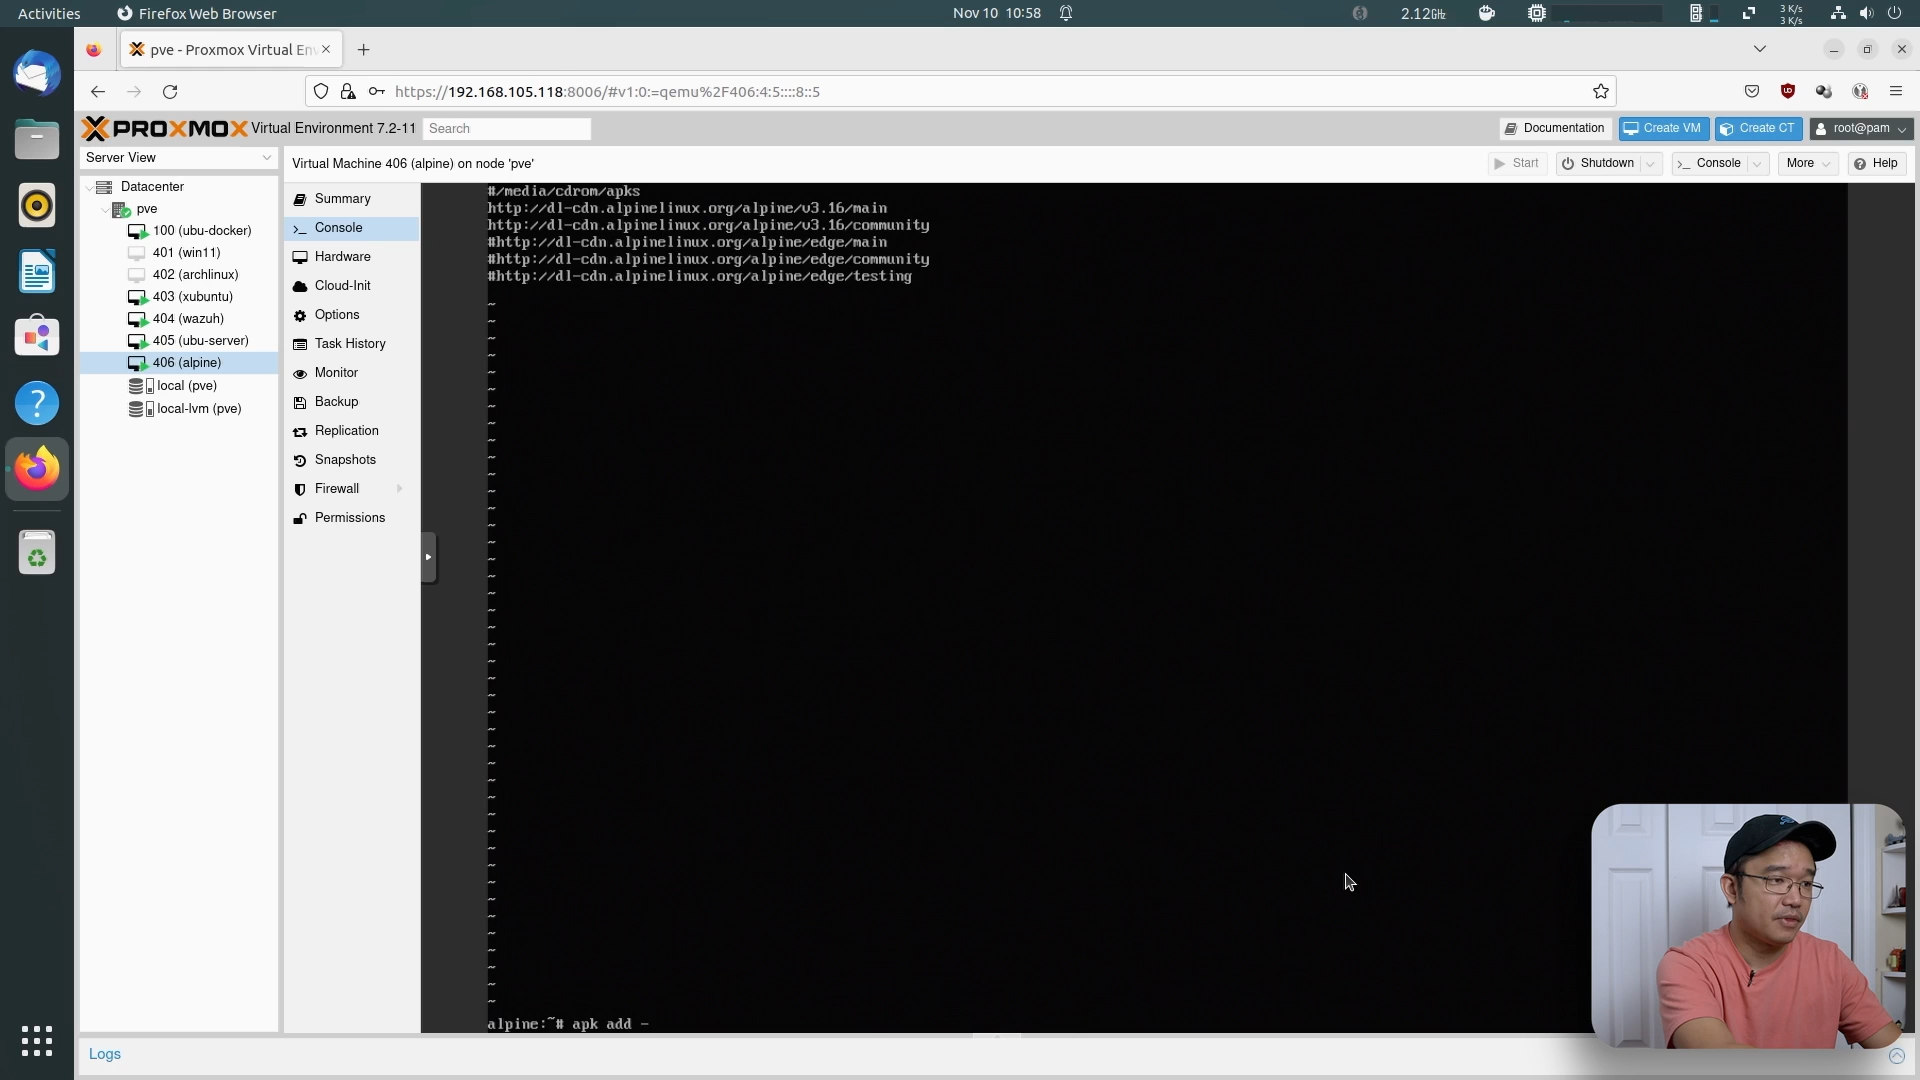 Activities
Firefox Web Browser
Nov 10 10:58
2.12GHz
3 K/s
3 K/s
pve - Proxmox Virtual En
https://192.168.105.118:8006/#v1:0:=qemu%2F406:4:5::::8::5
PROXMOX Virtual Environment 7.2-11
Search
Documentation
Create VM
Create CT
root@pam
Server View
Virtual Machine 406 (alpine) on node 'pve'
Start
Shutdown
Console
More
Help
Datacenter
pve
100 (ubu-docker)
401 (win11)
402 (archlinux)
403 (xubuntu)
404 (wazuh)
405 (ubu-server)
406 (alpine)
local (pve)
local-lvm (pve)
Summary
Console
Hardware
Cloud-Init
Options
Task History
Monitor
Backup
Replication
Snapshots
Firewall
Permissions
#/media/cdrom/apks
http://dl-cdn.alpinelinux.org/alpine/v3.16/main
http://dl-cdn.alpinelinux.org/alpine/v3.16/community
#http://dl-cdn.alpinelinux.org/alpine/edge/main
#http://dl-cdn.alpinelinux.org/alpine/edge/community
#http://dl-cdn.alpinelinux.org/alpine/edge/testing
alpine:~# apk add -
Logs